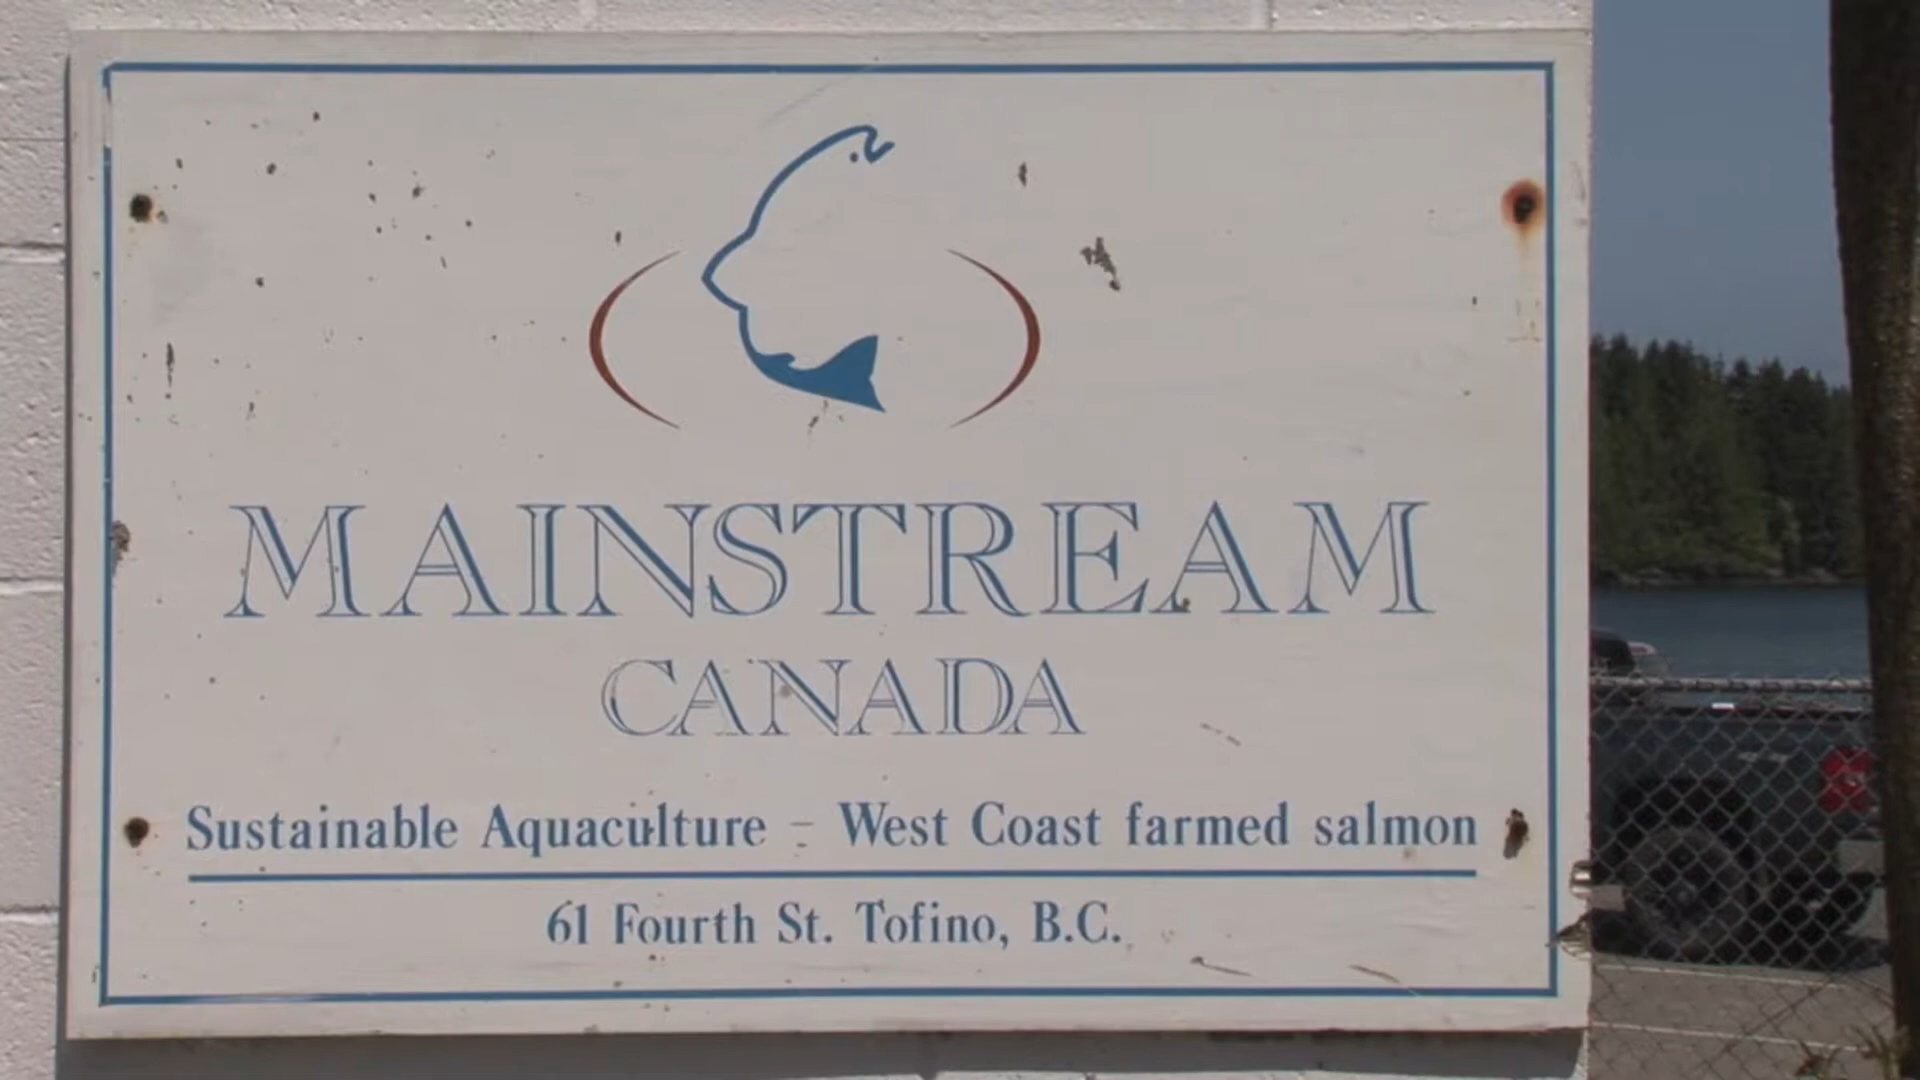 MAINSTREAM
CANADA
Sustainable Aquaculture - West Coast farmed salmon
61 Fourth St. Tofino, B.C.